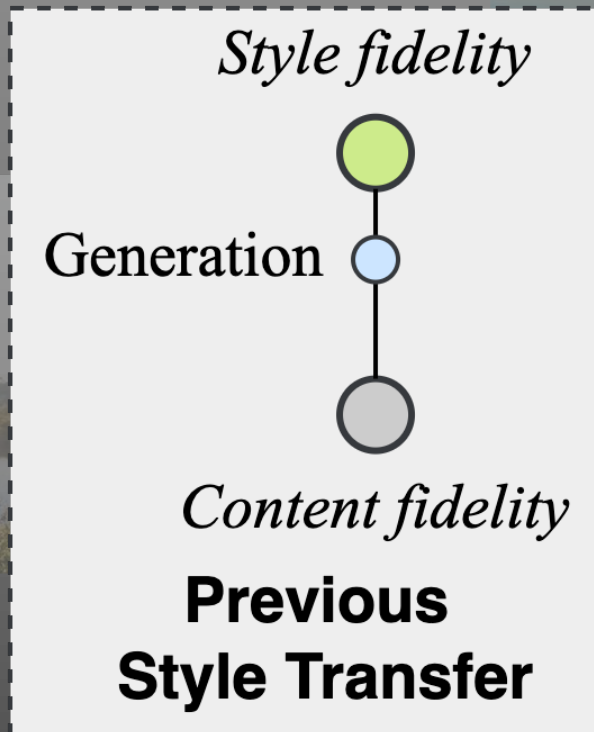 Style fidelity
Generation
Content fidelity
Previous
Style Transfer